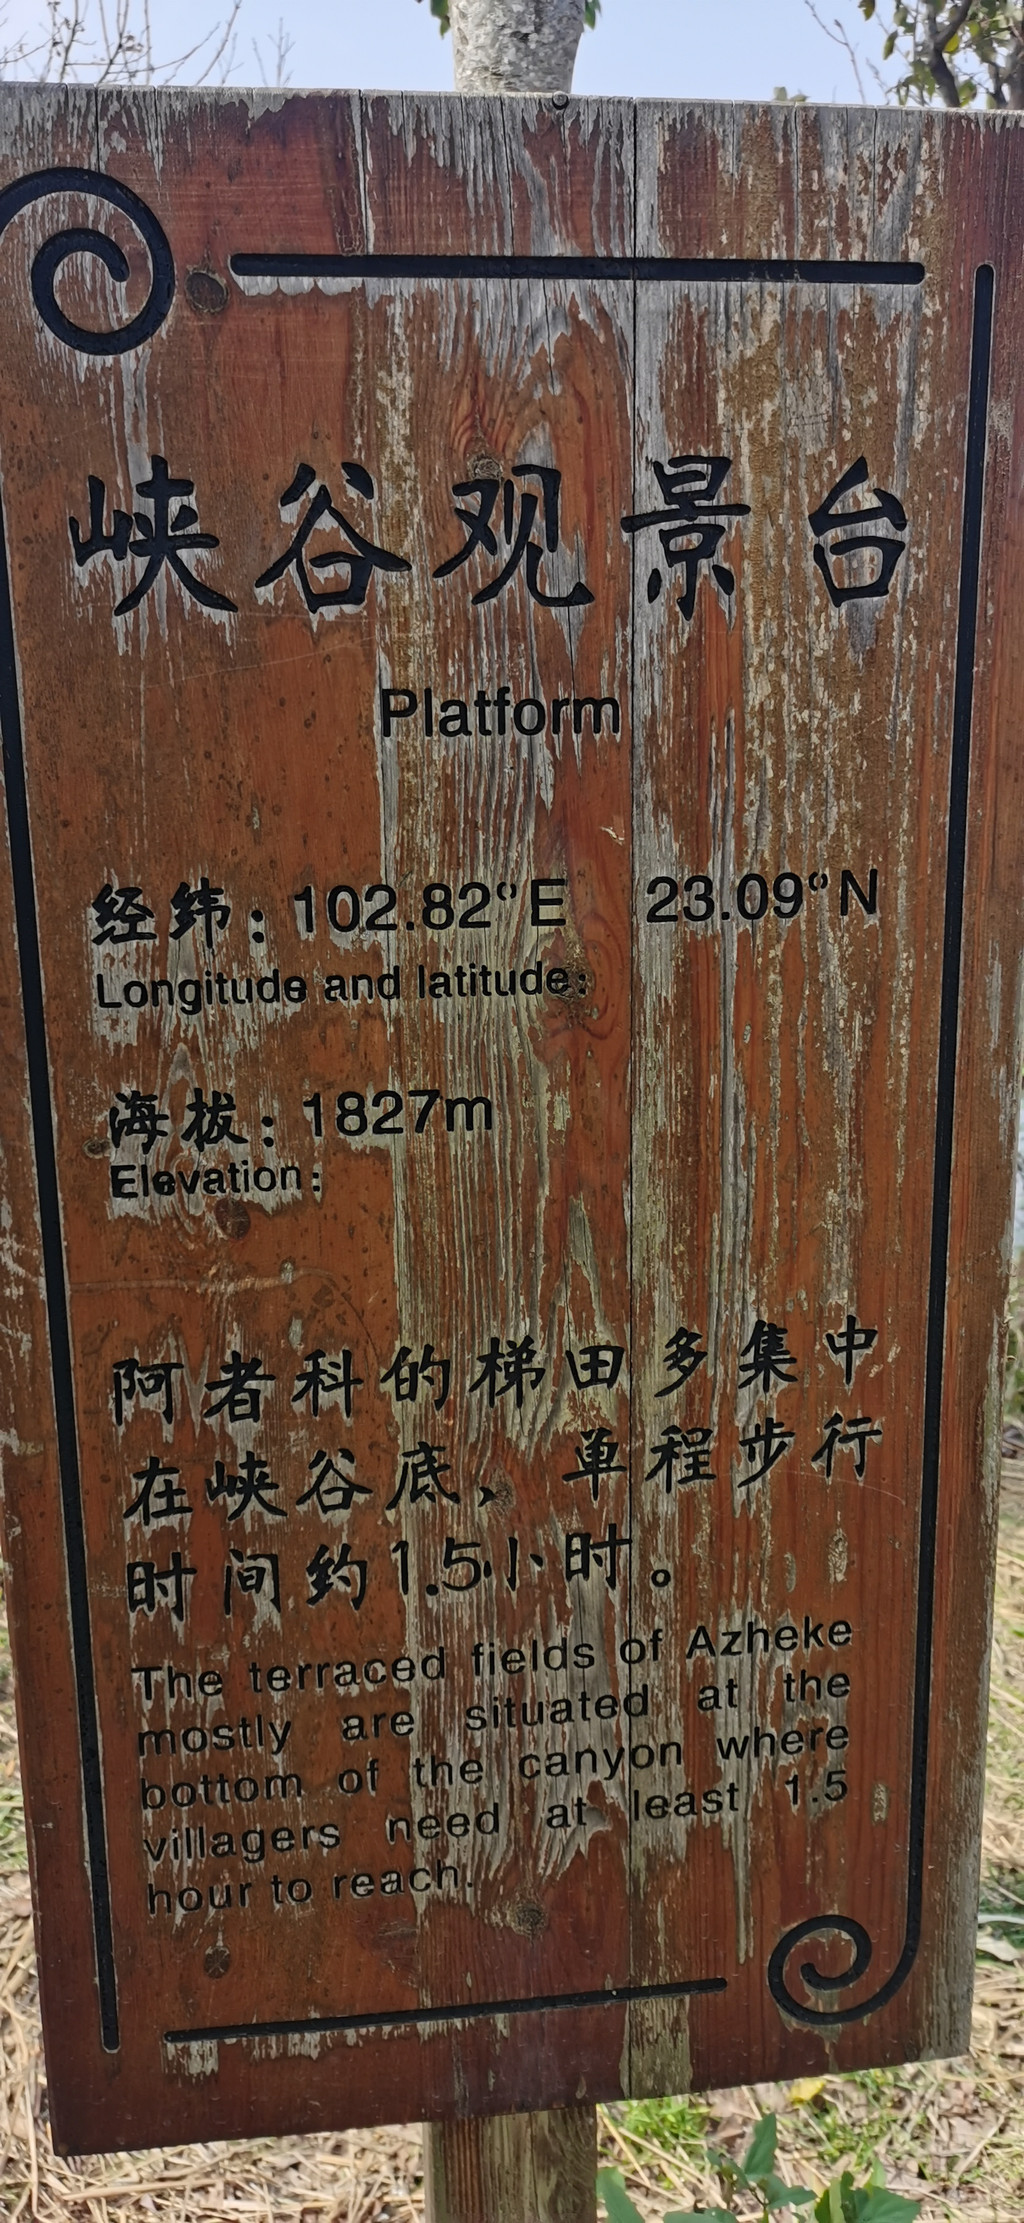 峡谷观景台
Platform
经纬：102.82°E 23.09°N
Longitude and latitude:
海拔：1827m
Elevation:
阿者科的梯田多集中
在峡谷底、单程步行
时间约1.5小时。
The terraced fields of Azheke
mostly are situated at the
bottom of the canyon where
villagers need at least 1.5
hour to reach.